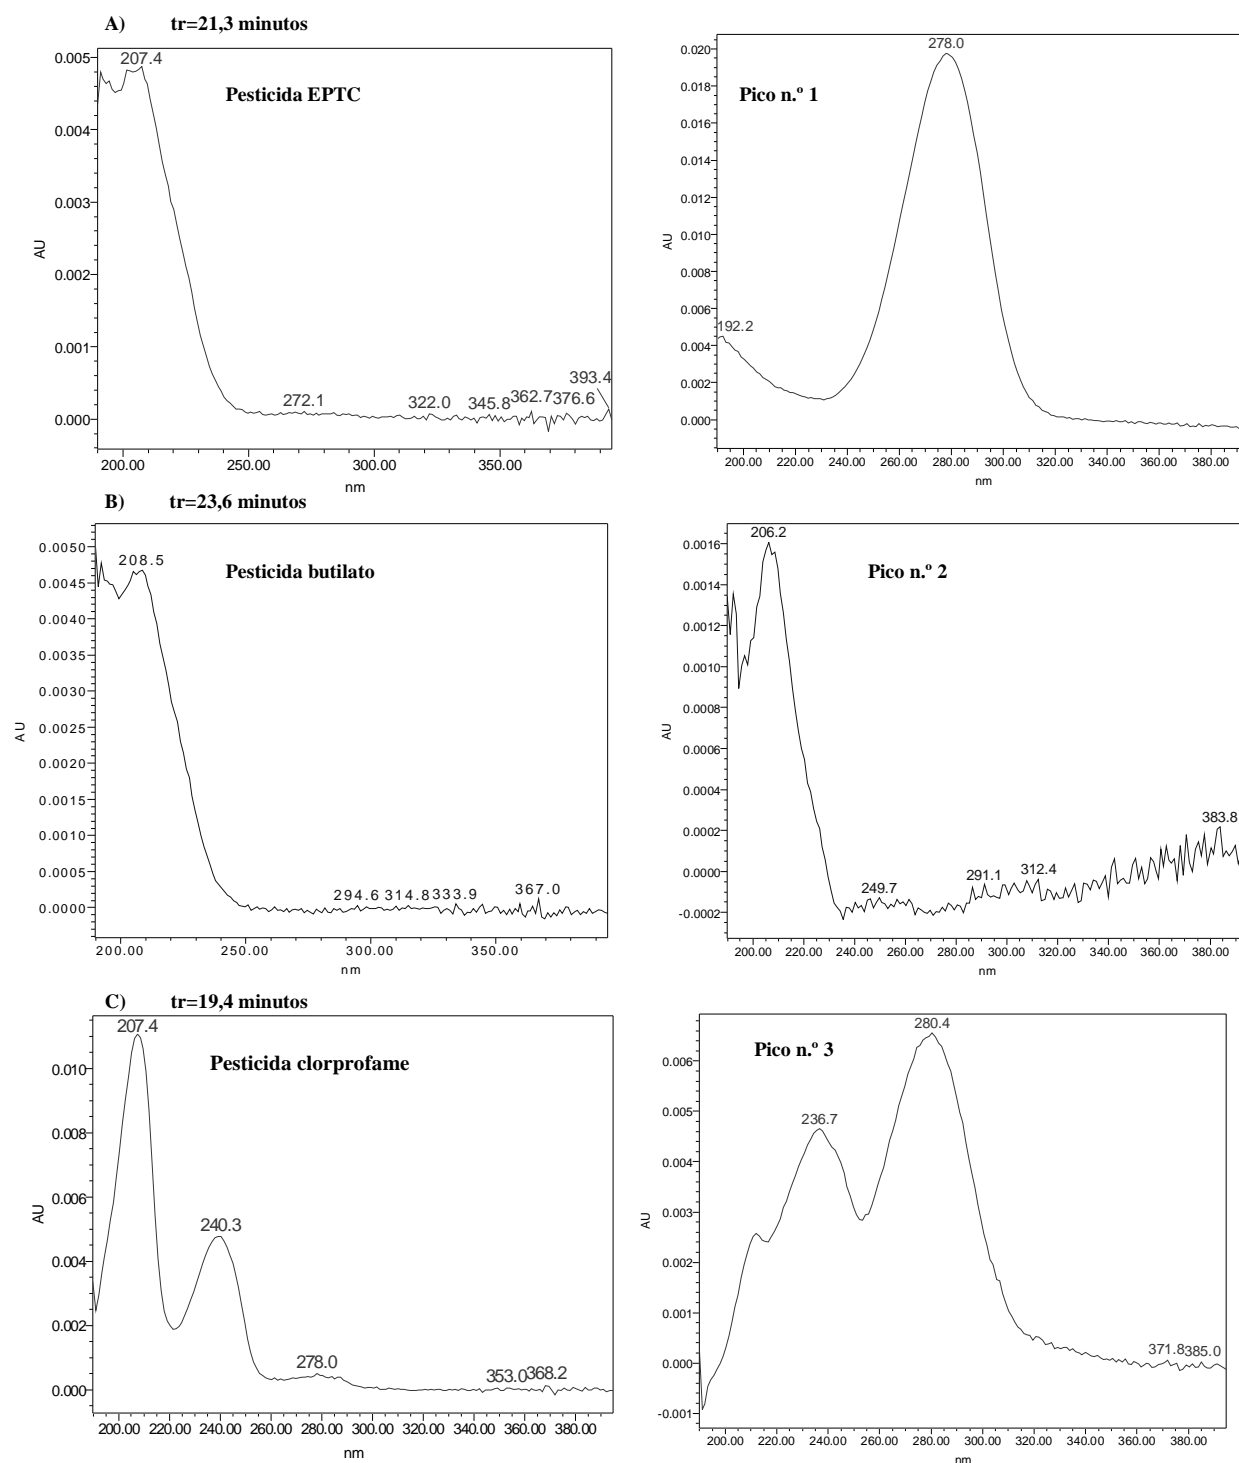 A) tr=21,3 minutos
0.005
0.004
0.003
0.002
0.001
0.000
AU
207.4
Pesticida EPTC
272.1
322.0
345.8
362.7
376.6
393.4
200.00 250.00 300.00 350.00
nm
0.020
0.018
0.016
0.014
0.012
0.010
0.008
0.006
0.004
0.002
0.000
AU
278.0
Pico n.º 1
192.2
200.00 220.00 240.00 260.00 280.00 300.00 320.00 340.00 360.00 380.00
nm
B) tr=23,6 minutos
0.0050
0.0045
0.0040
0.0035
0.0030
0.0025
0.0020
0.0015
0.0010
0.0005
0.0000
AU
208.5
Pesticida butilato
294.6 314.8 333.9 367.0
200.00 250.00 300.00 350.00
nm
0.0016
0.0014
0.0012
0.0010
0.0008
0.0006
0.0004
0.0002
0.0000
-0.0002
AU
206.2
Pico n.º 2
249.7
291.1
312.4
383.8
200.00 220.00 240.00 260.00 280.00 300.00 320.00 340.00 360.00 380.00
nm
C) tr=19,4 minutos
0.010
0.008
0.006
0.004
0.002
0.000
AU
207.4
Pesticida clorprofame
240.3
278.0
353.0 368.2
200.00 220.00 240.00 260.00 280.00 300.00 320.00 340.00 360.00 380.00
nm
0.006
0.005
0.004
0.003
0.002
0.001
0.000
-0.001
AU
280.4
Pico n.º 3
236.7
371.8 385.0
200.00 220.00 240.00 260.00 280.00 300.00 320.00 340.00 360.00 380.00
nm